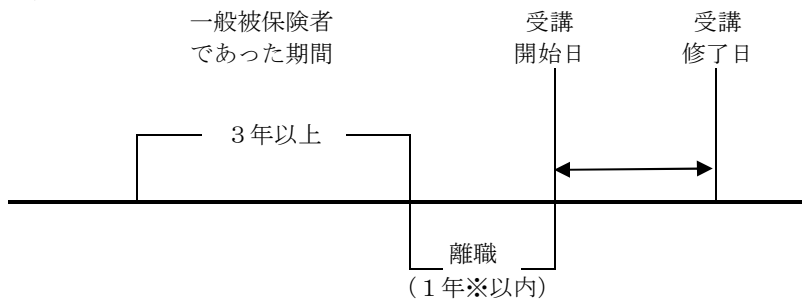 一般被保険者
であった期間
受講
開始日
受講
修了日
３年以上
離職
（１年※以内）